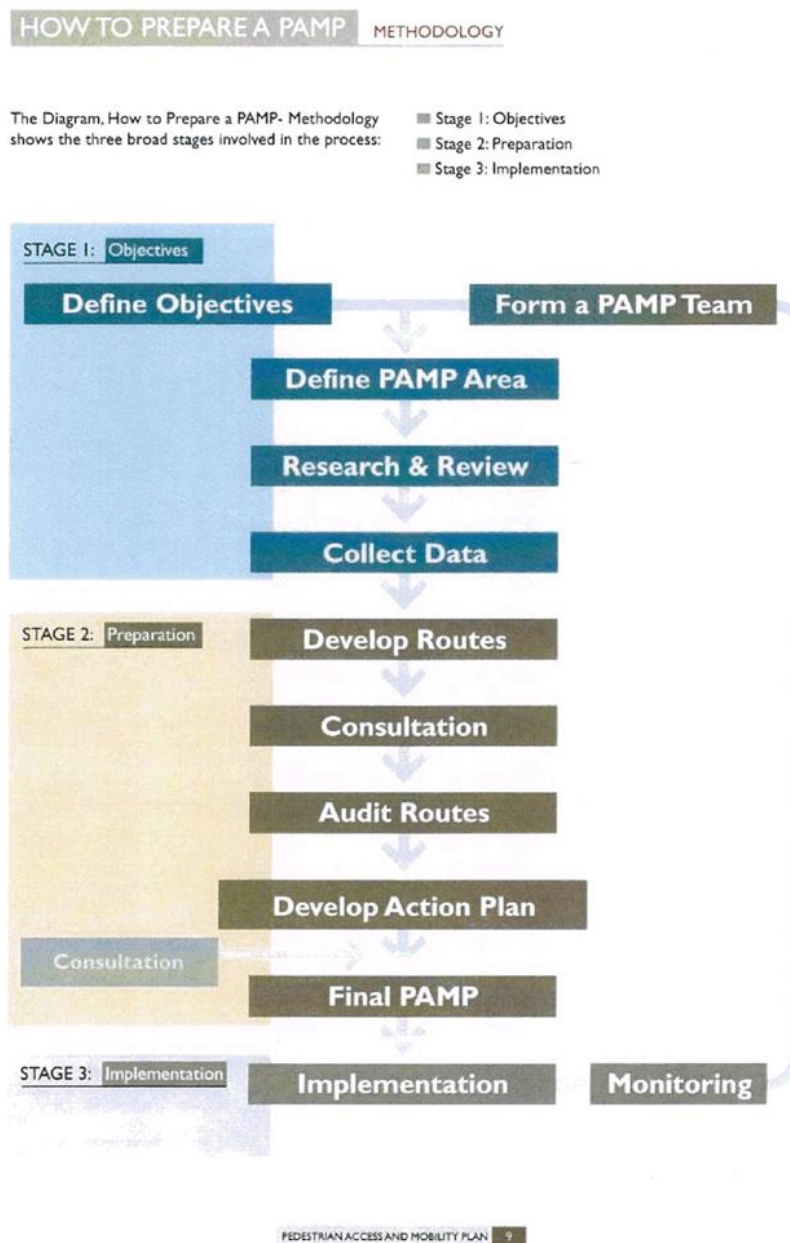 HOW TO PREPARE A PAMP METHODOLOGY
The Diagram, How to Prepare a PAMP- Methodology
shows the three broad stages involved in the process:
Stage 1: Objectives
Stage 2: Preparation
Stage 3: Implementation
STAGE 1: Objectives
Define Objectives
Form a PAMP Team
Define PAMP Area
Research & Review
Collect Data
STAGE 2: Preparation
Develop Routes
Consultation
Audit Routes
Develop Action Plan
Consultation
Final PAMP
STAGE 3: Implementation
Implementation
Monitoring
PEDESTRIAN ACCESS AND MOBILITY PLAN 9